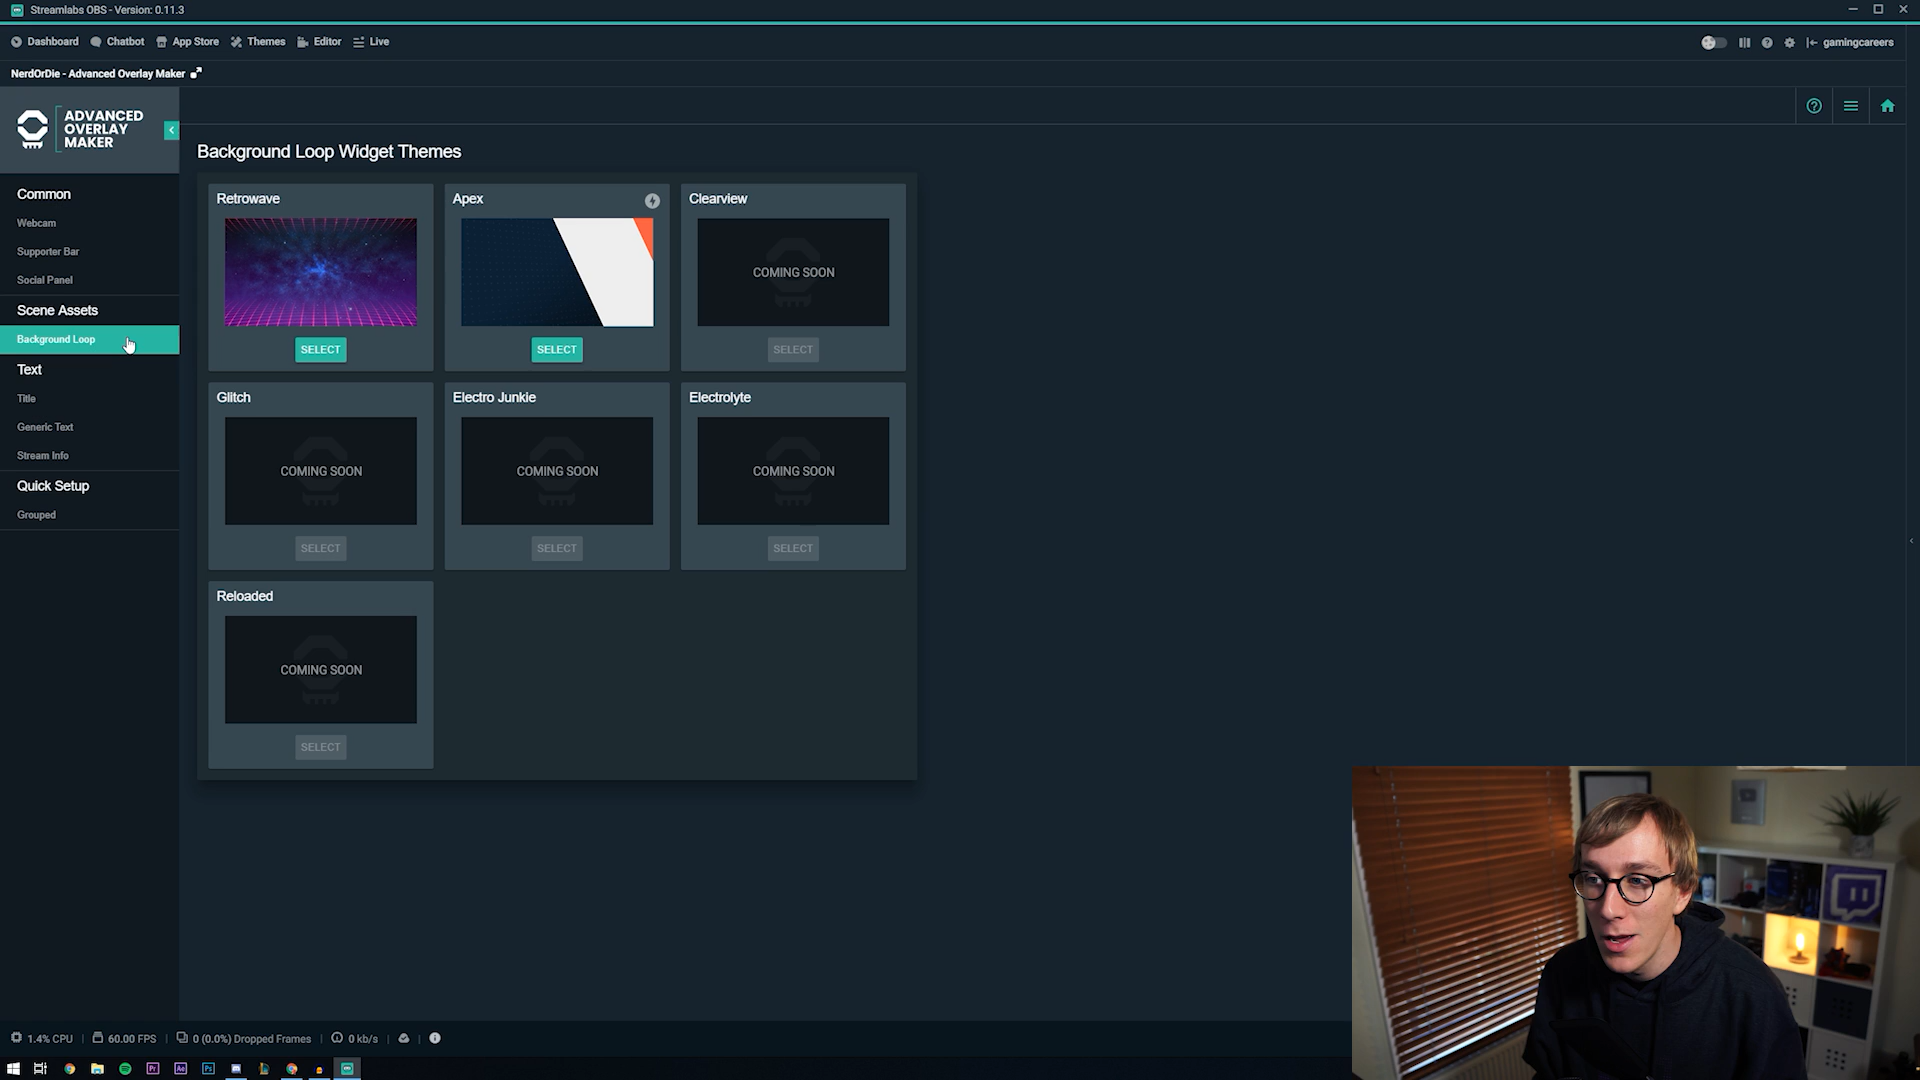 Streamlabs OBS - Version: 0.11.3
Dashboard Chatbot App Store Themes Editor Live gamingcareers
NerdOrDie - Advanced Overlay Maker
ADVANCED
OVERLAY
MAKER
Common
Webcam
Supporter Bar
Social Panel
Scene Assets
Background Loop
Text
Title
Generic Text
Stream Info
Quick Setup
Grouped
Background Loop Widget Themes
Retrowave Apex Clearview
COMING SOON
SELECT SELECT SELECT
Glitch Electro Junkie Electrolyte
COMING SOON COMING SOON COMING SOON
SELECT SELECT SELECT
Reloaded
COMING SOON
SELECT
1.4% CPU 60.00 FPS 0 (0.0%) Dropped Frames 0 kb/s
Pr Ae Ps